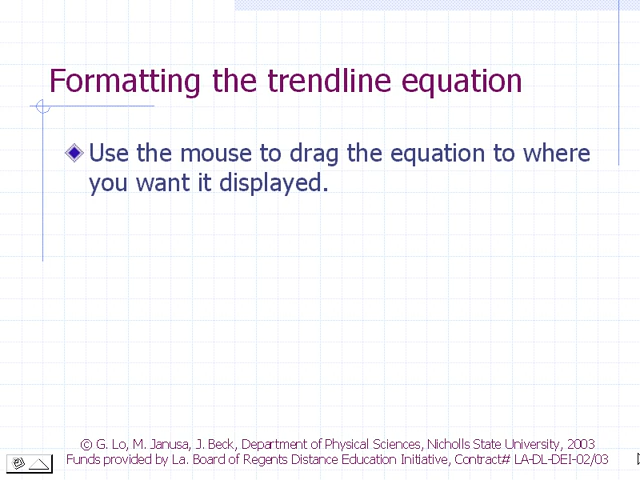 Formatting the trendline equation
Use the mouse to drag the equation to where
you want it displayed.
© G. Lo, M. Janusa, J. Beck, Department of Physical Sciences, Nicholls State University, 2003
Funds provided by La. Board of Regents Distance Education Initiative, Contract# LA-DL-DEI-02/03